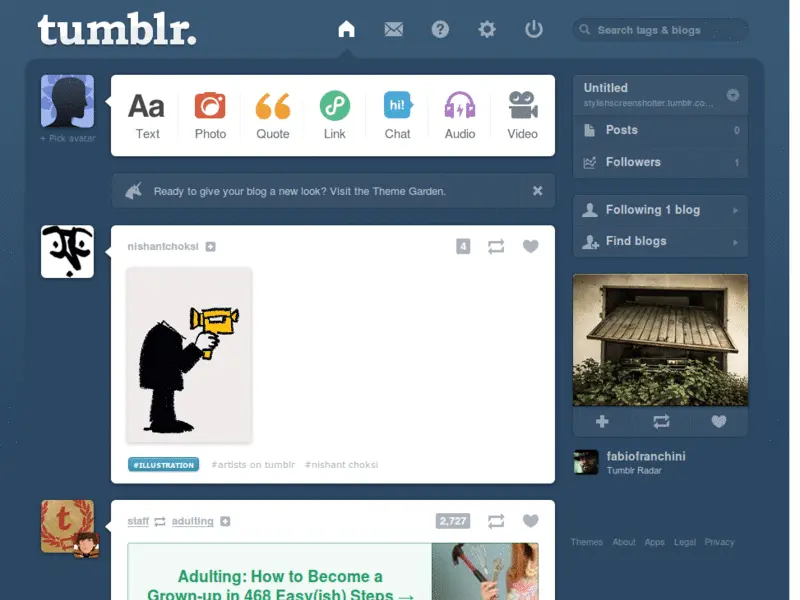 tumblr.
Search tags & blogs
+ Pick avatar
Aa
hi!
Text Photo Quote Link Chat Audio Video
Untitled
stylishscreenshotter.tumblr.co...
Posts 0
Followers 1
Ready to give your blog a new look? Visit the Theme Garden.
Following 1 blog
Find blogs
nishantchoksi
4
#ILLUSTRATION #artists on tumblr #nishant choksi
fabiofranchini
Tumblr Radar
t
staff adulting
2,727
Adulting: How to Become a
Grown-up in 468 Easy(ish) Steps →
Themes About Apps Legal Privacy